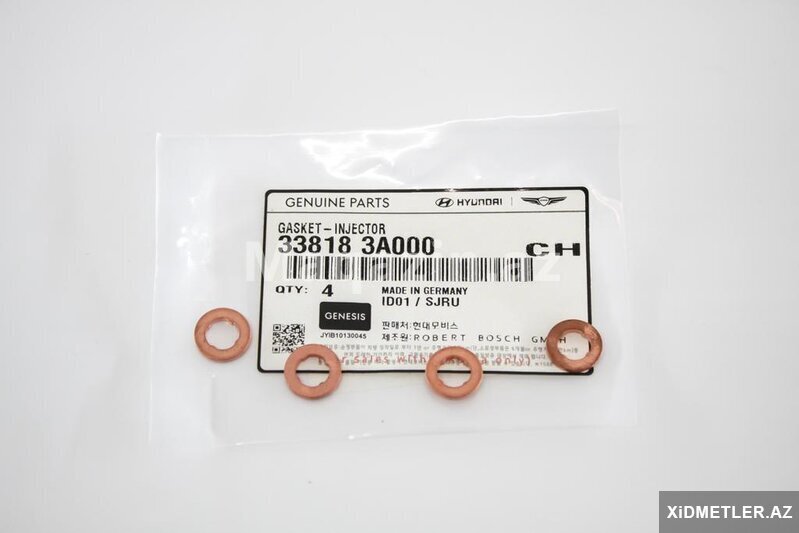 GENUINE PARTS HYUNDAI
GASKET-INJECTOR
33818 3A000 CH
QTY: 4 MADE IN GERMANY
ID01 / SJRU
GENESIS
JYIB10130045
판매처:현대모비스
제조원:ROBERT BOSCH GMBH
XiDMETLER.AZ